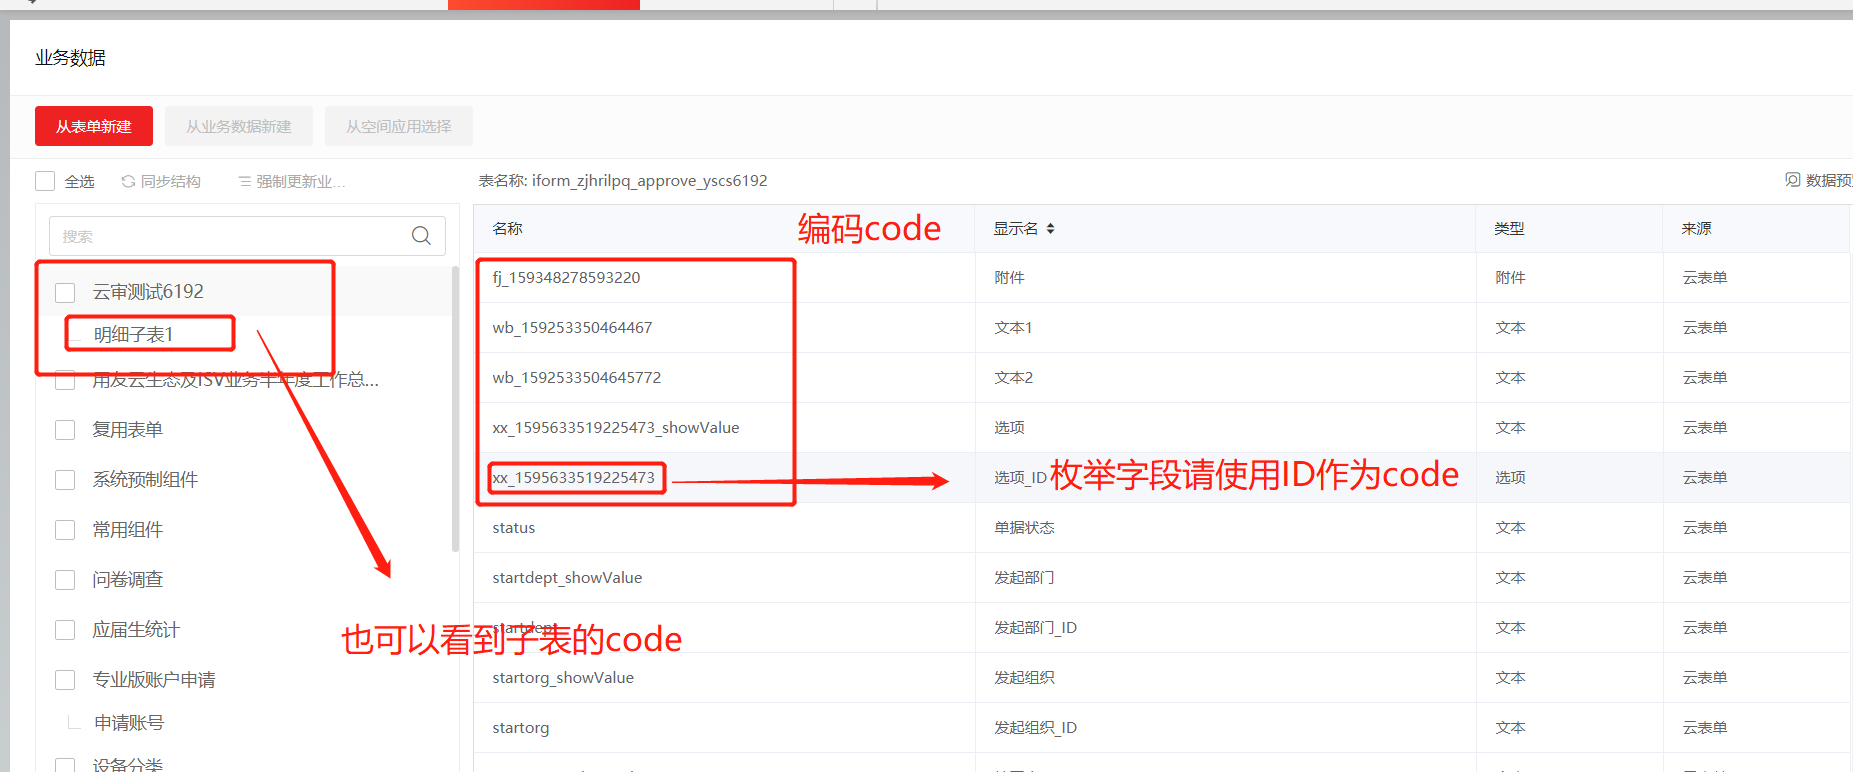 业务数据
从表单新建 从业务数据新建 从空间应用选择
全选 同步结构 强制更新业... 表名称: iform_zjhrilpq_approve_yscs6192 数据预
搜索 名称 编码code 显示名 类型 来源
云审测试6192 fj_159348278593220 附件 附件 云表单
明细子表1 wb_159253350464467 文本1 文本 云表单
用友云生态及ISV业务半年度工作总... wb_1592533504645772 文本2 文本 云表单
复用表单 xx_1595633519225473_showValue 选项 文本 云表单
系统预制组件 xx_1595633519225473 选项_ID 枚举字段请使用ID作为code 选项 云表单
常用组件 status 单据状态 文本 云表单
问卷调查 startdept_showValue 发起部门 文本 云表单
应届生统计 也可以看到子表的code startdept 发起部门_ID 文本 云表单
专业版账户申请 startorg_showValue 发起组织 文本 云表单
申请账号 startorg 发起组织_ID 文本 云表单
设备分类